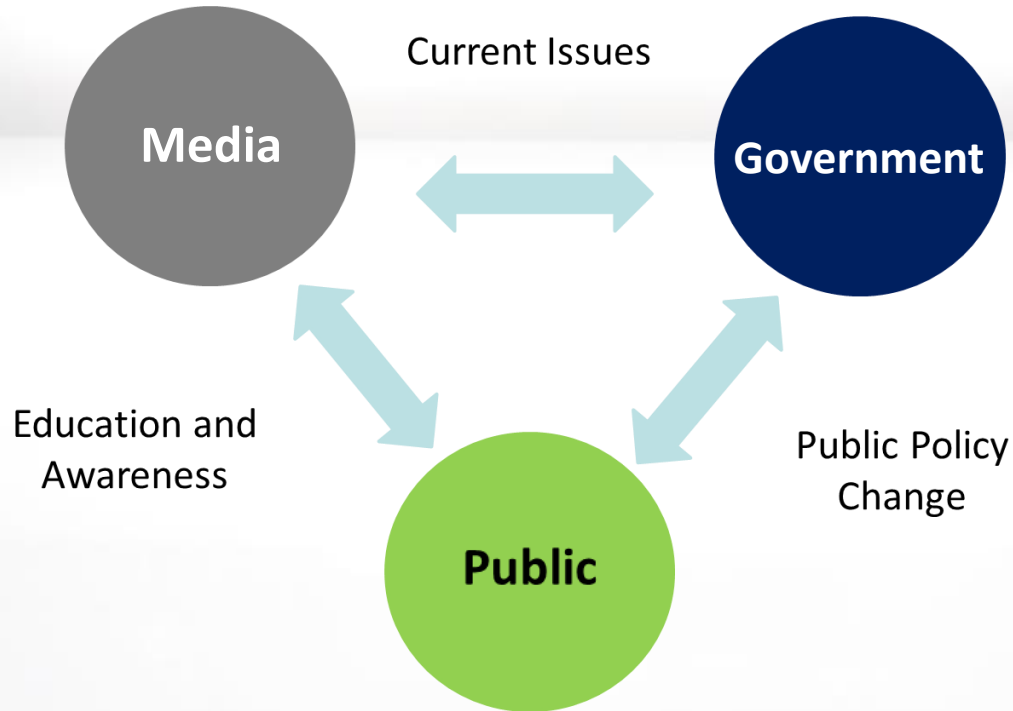 Current Issues
Media
Government
Education and
Awareness
Public Policy
Change
Public